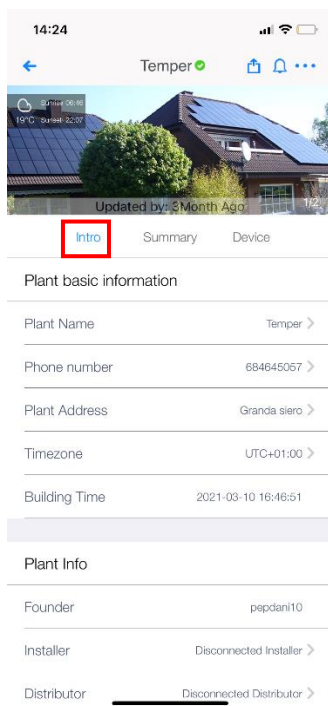 14:24
Temper
Sunrise 06:46
19°C Sunset 22:07
Updated by: 3Month Ago
1/2
Intro Summary Device
Plant basic information
Plant Name Temper
Phone number 684645057
Plant Address Granda siero
Timezone UTC+01:00
Building Time 2021-03-10 16:46:51
Plant Info
Founder pepdani10
Installer Disconnected Installer
Distributor Disconnected Distributor